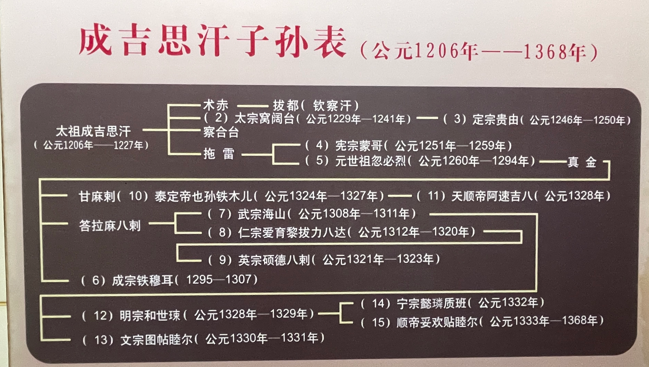 成吉思汗子孙表（公元1206年——1368年）
术赤 拔都（钦察汗）
（2）太宗窝阔台（公元1229年—1241年） （3）定宗贵由（公元1246年—1250年）
太祖成吉思汗
（公元1206年——1227年）
察合台
拖雷
（4）宪宗蒙哥（公元1251年—1259年）
（5）元世祖忽必烈（公元1260年—1294年） 真金
甘麻剌（10）泰定帝也孙铁木儿（公元1324年—1327年） （11）天顺帝阿速吉八（公元1328年）
答拉麻八剌
（7）武宗海山（公元1308年—1311年）
（8）仁宗爱育黎拔力八达（公元1312年—1320年）
（9）英宗硕德八剌（公元1321年—1323年）
（6）成宗铁穆耳（1295—1307）
（12）明宗和世㻋（公元1328年—1329年）
（14）宁宗懿璘质班（公元1332年）
（15）顺帝妥欢贴睦尔（公元1333年—1368年）
（13）文宗图帖睦尔（公元1330年—1331年）